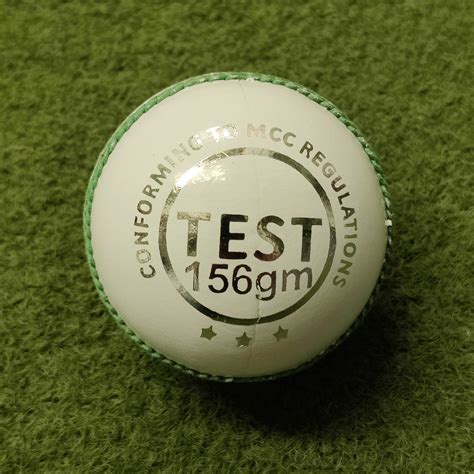 CONFORMING TO MCC REGULATIONS
TEST
156gm